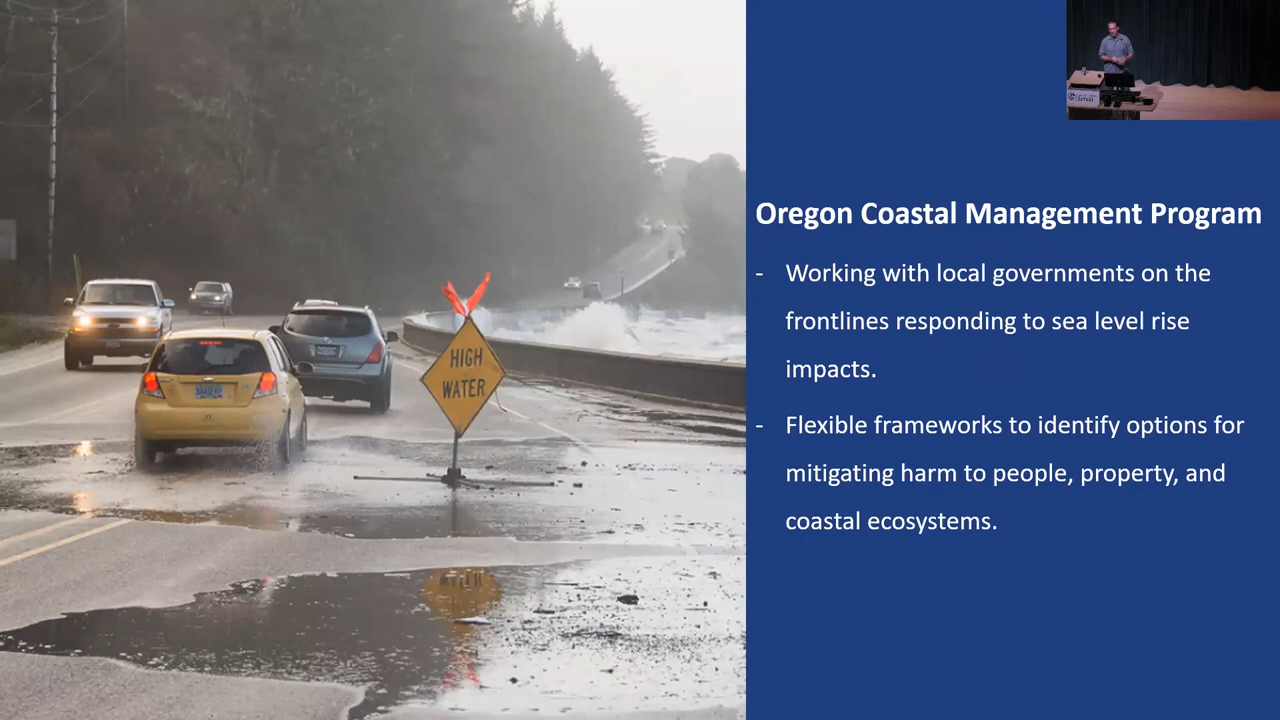 Oregon Coastal Management Program
- Working with local governments on the
frontlines responding to sea level rise
impacts.
- Flexible frameworks to identify options for
mitigating harm to people, property, and
coastal ecosystems.
HIGH
WATER